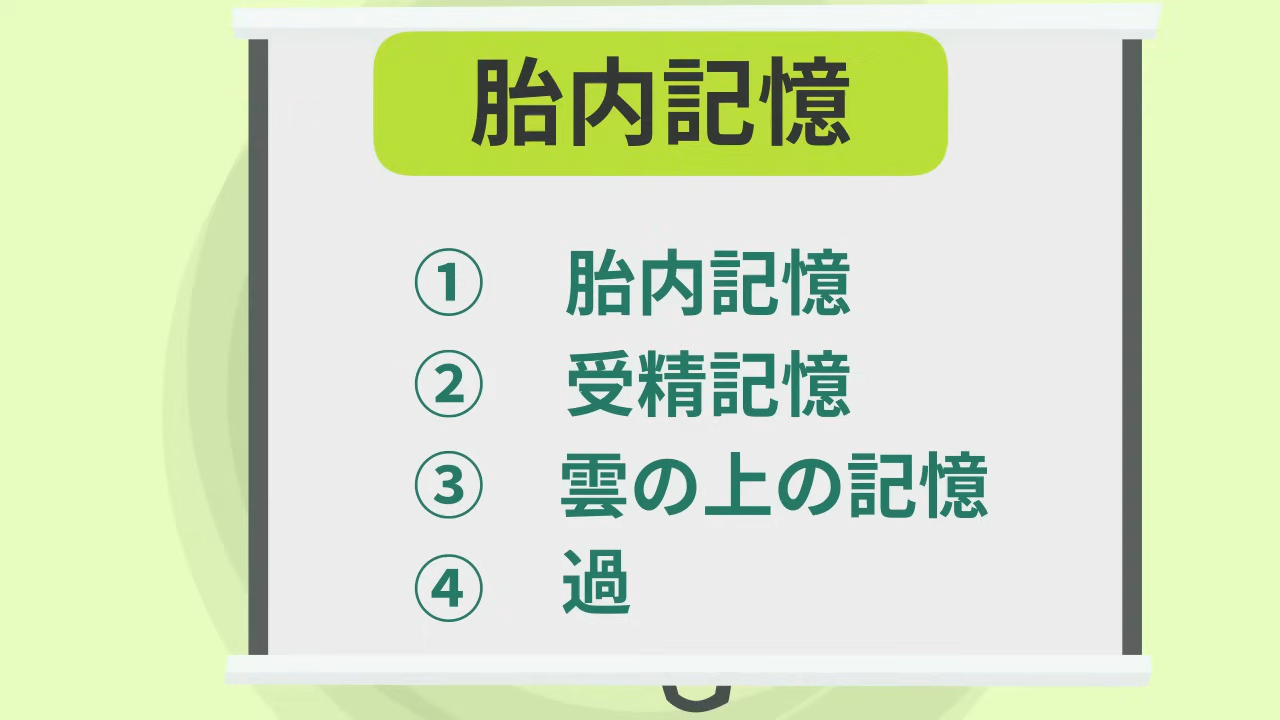 胎内記憶
① 胎内記憶
② 受精記憶
③ 雲の上の記憶
④ 過